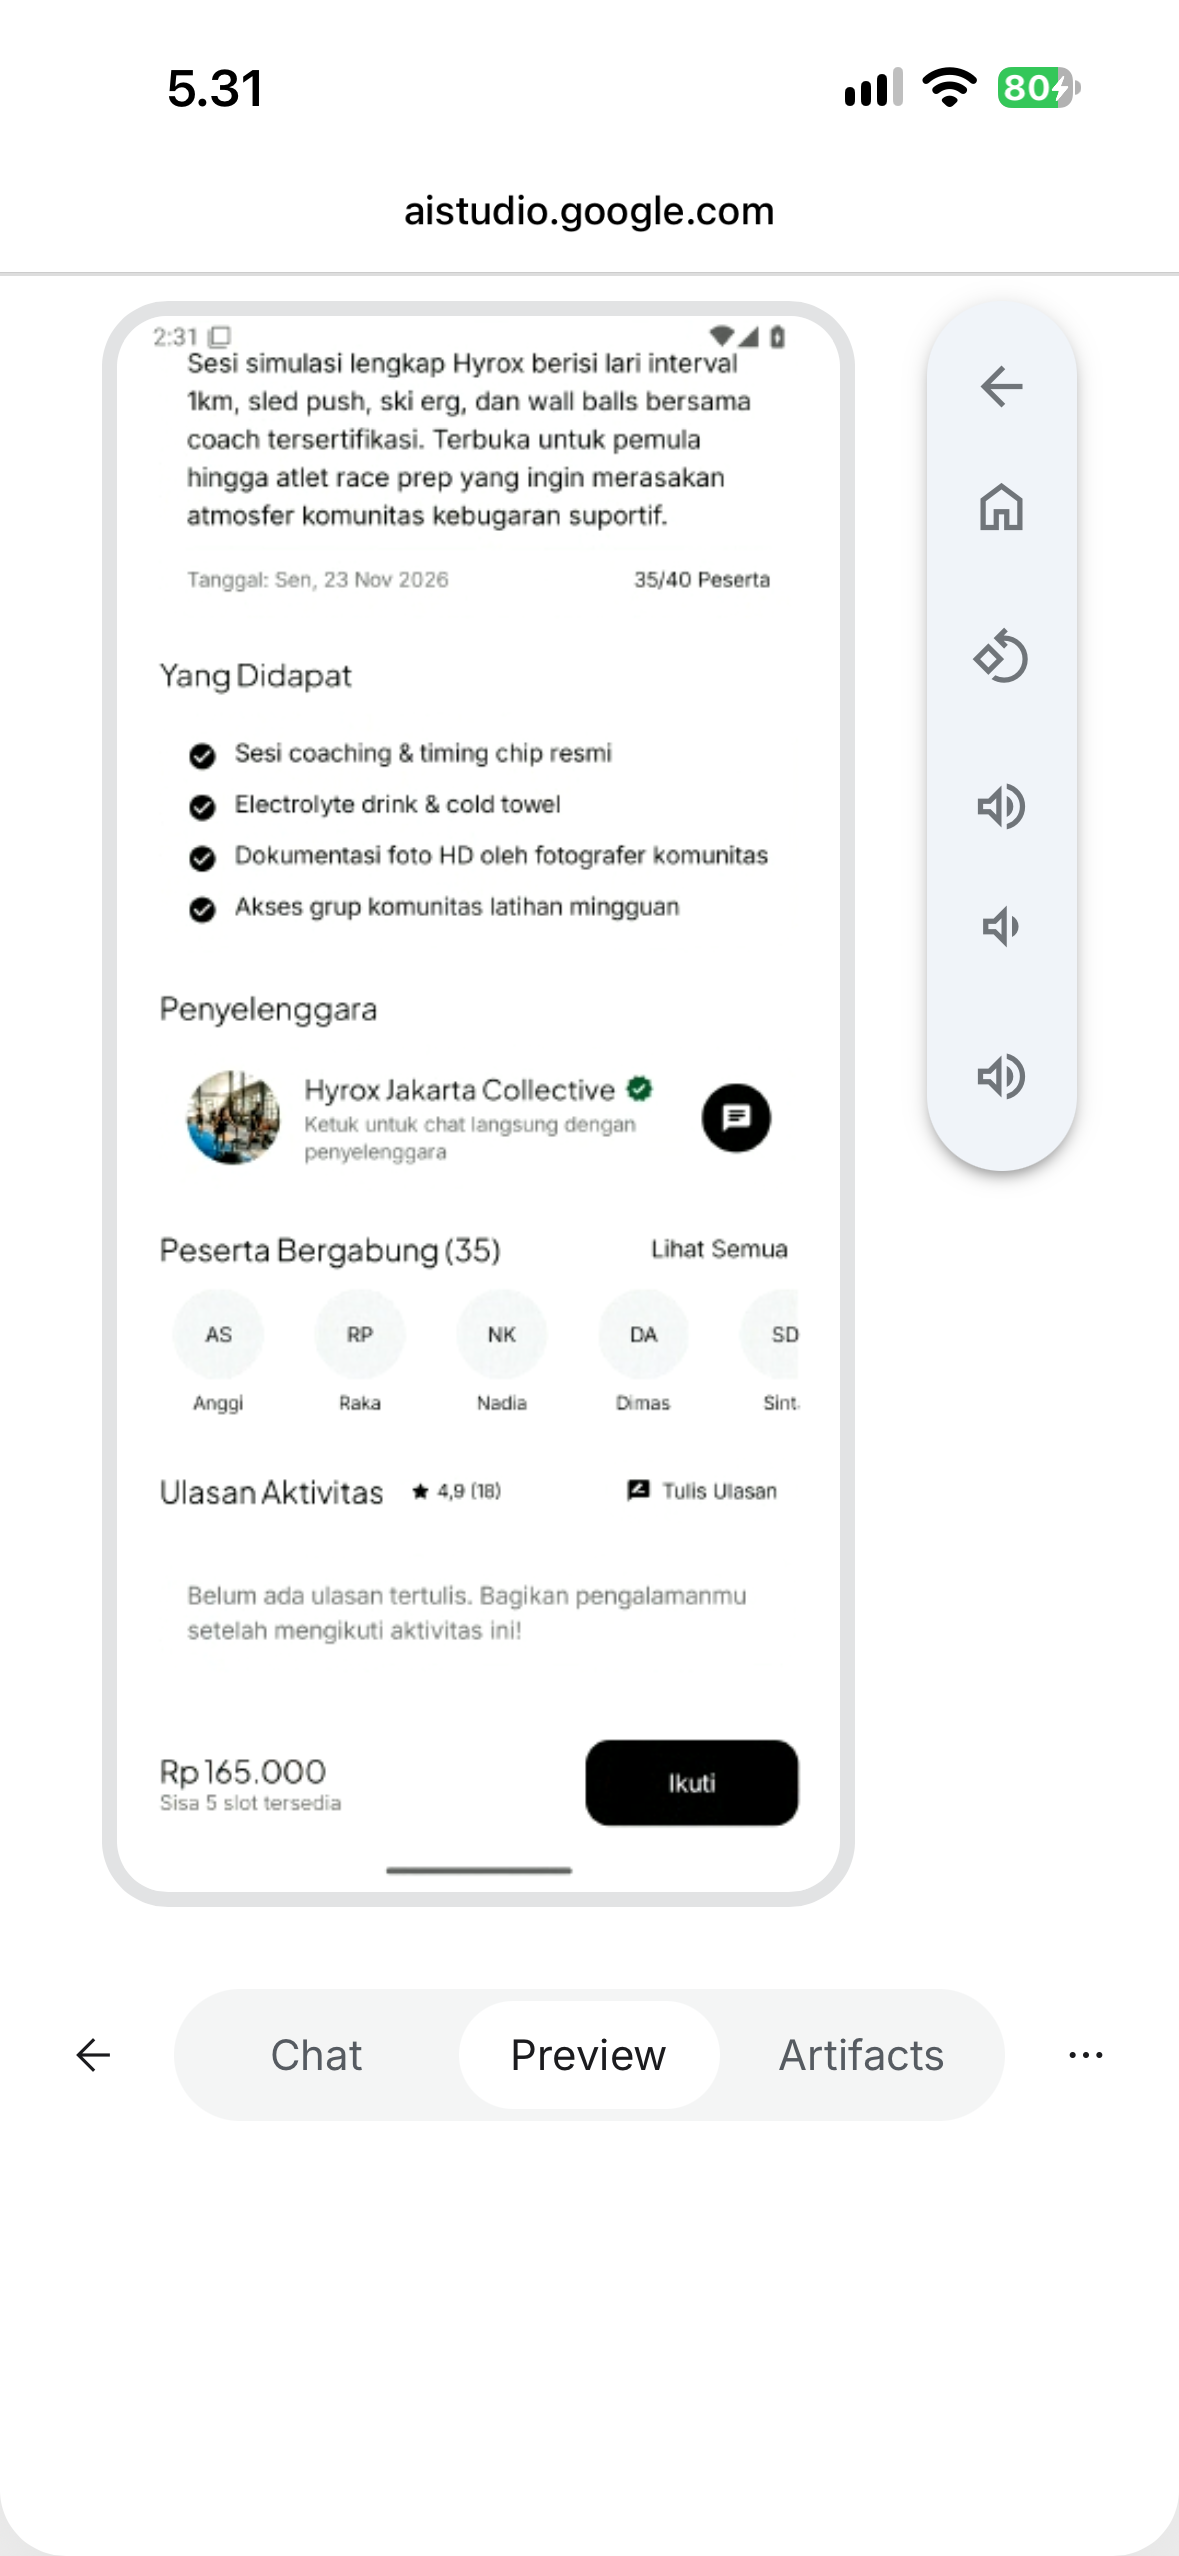 5.31
80
aistudio.google.com
2:31
Sesi simulasi lengkap Hyrox berisi lari interval
1km, sled push, ski erg, dan wall balls bersama
coach tersertifikasi. Terbuka untuk pemula
hingga atlet race prep yang ingin merasakan
atmosfer komunitas kebugaran suportif.
Tanggal: Sen, 23 Nov 2026 35/40 Peserta
Yang Didapat
Sesi coaching & timing chip resmi
Electrolyte drink & cold towel
Dokumentasi foto HD oleh fotografer komunitas
Akses grup komunitas latihan mingguan
Penyelenggara
Hyrox Jakarta Collective
Ketuk untuk chat langsung dengan
penyelenggara
Peserta Bergabung (35) Lihat Semua
AS RP NK DA SD
Anggi Raka Nadia Dimas Sint
Ulasan Aktivitas 4,9 (18) Tulis Ulasan
Belum ada ulasan tertulis. Bagikan pengalamanmu
setelah mengikuti aktivitas ini!
Rp 165.000
Sisa 5 slot tersedia
Ikuti
Chat Preview Artifacts